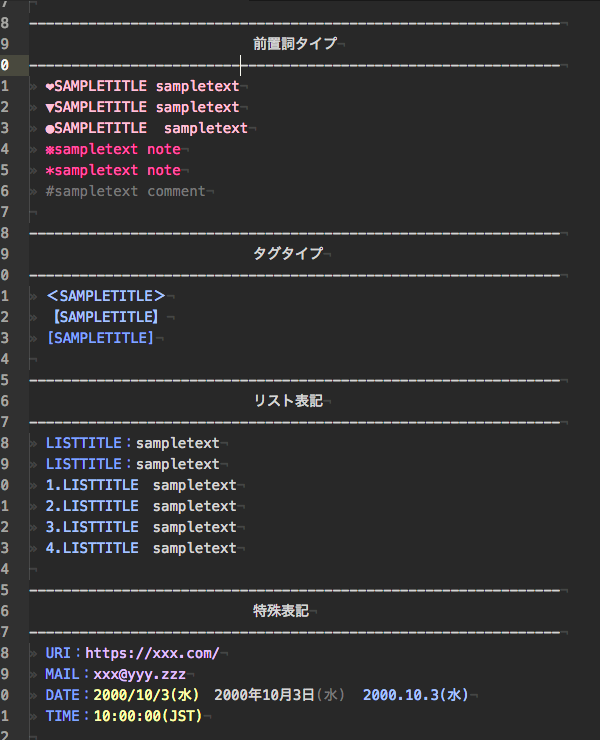 7
8 ------------------------------------------------------------
9 前置詞タイプ
0 ------------------------------------------------------------
1 ❤SAMPLETITLE sampletext
2 ▼SAMPLETITLE sampletext
3 ●SAMPLETITLE sampletext
4 ※sampletext note
5 *sampletext note
6 #sampletext comment
7
8 ------------------------------------------------------------
9 タグタイプ
0 ------------------------------------------------------------
1 <SAMPLETITLE>
2 【SAMPLETITLE】
3 [SAMPLETITLE]
4
5 ------------------------------------------------------------
6 リスト表記
7 ------------------------------------------------------------
8 LISTTITLE：sampletext
9 LISTTITLE：sampletext
0 1.LISTTITLE sampletext
1 2.LISTTITLE sampletext
2 3.LISTTITLE sampletext
3 4.LISTTITLE sampletext
4
5 ------------------------------------------------------------
6 特殊表記
7 ------------------------------------------------------------
8 URI：https://xxx.com/
9 MAIL：xxx@yyy.zzz
0 DATE：2000/10/3(水) 2000年10月3日(水) 2000.10.3(水)
1 TIME：10:00:00(JST)
2